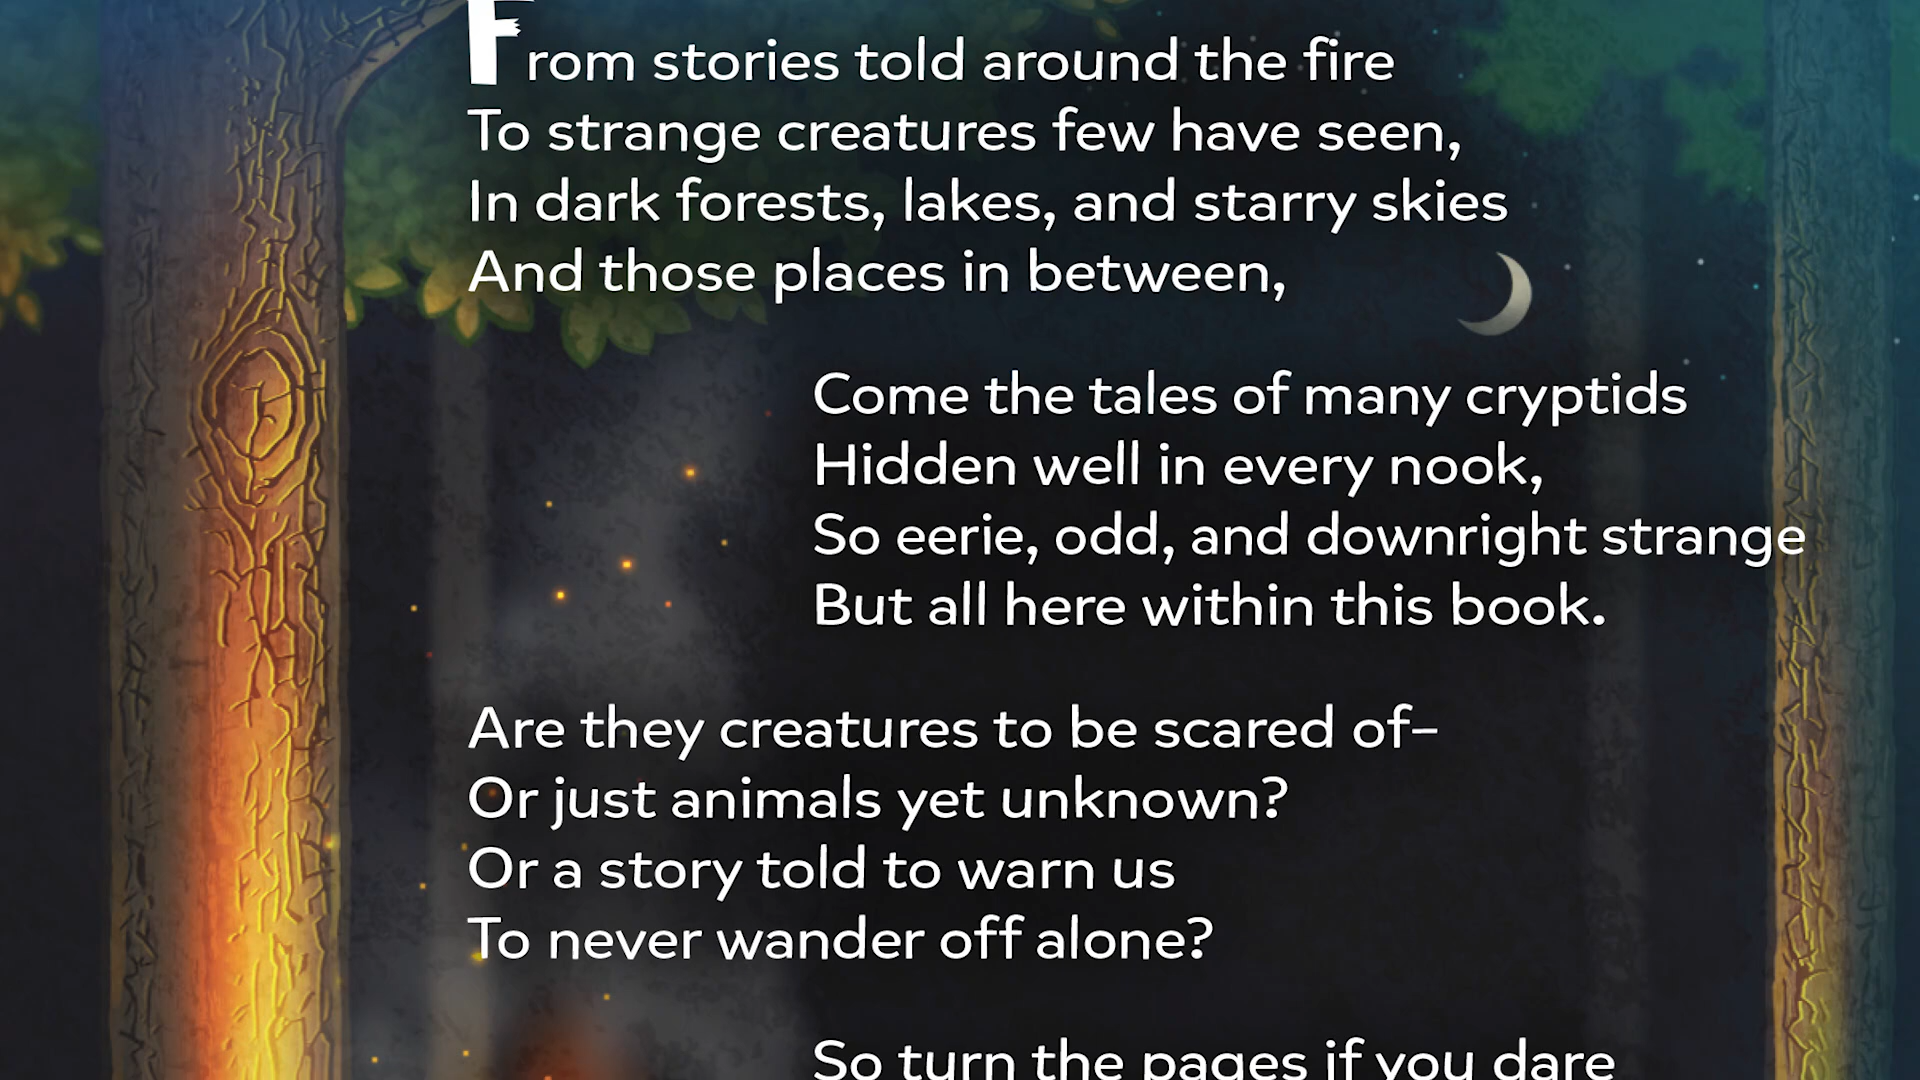 From stories told around the fire
To strange creatures few have seen,
In dark forests, lakes, and starry skies
And those places in between,
Come the tales of many cryptids
Hidden well in every nook,
So eerie, odd, and downright strange
But all here within this book.
Are they creatures to be scared of–
Or just animals yet unknown?
Or a story told to warn us
To never wander off alone?
So turn the pages if you dare